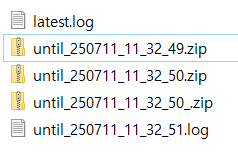 latest.log
until_250711_11_32_49.zip
until_250711_11_32_50.zip
until_250711_11_32_50_.zip
until_250711_11_32_51.log